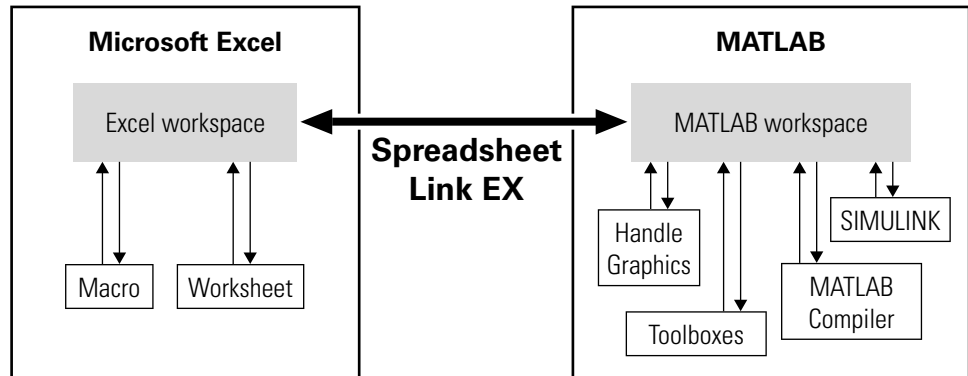 Microsoft Excel
MATLAB
Excel workspace
MATLAB workspace
Spreadsheet
Link EX
Macro
Worksheet
Handle
Graphics
Toolboxes
MATLAB
Compiler
SIMULINK